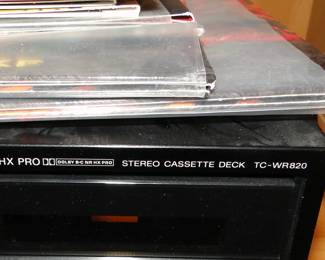 HX PRO DOLBY B·C NR HX PRO STEREO CASSETTE DECK TC-WR820